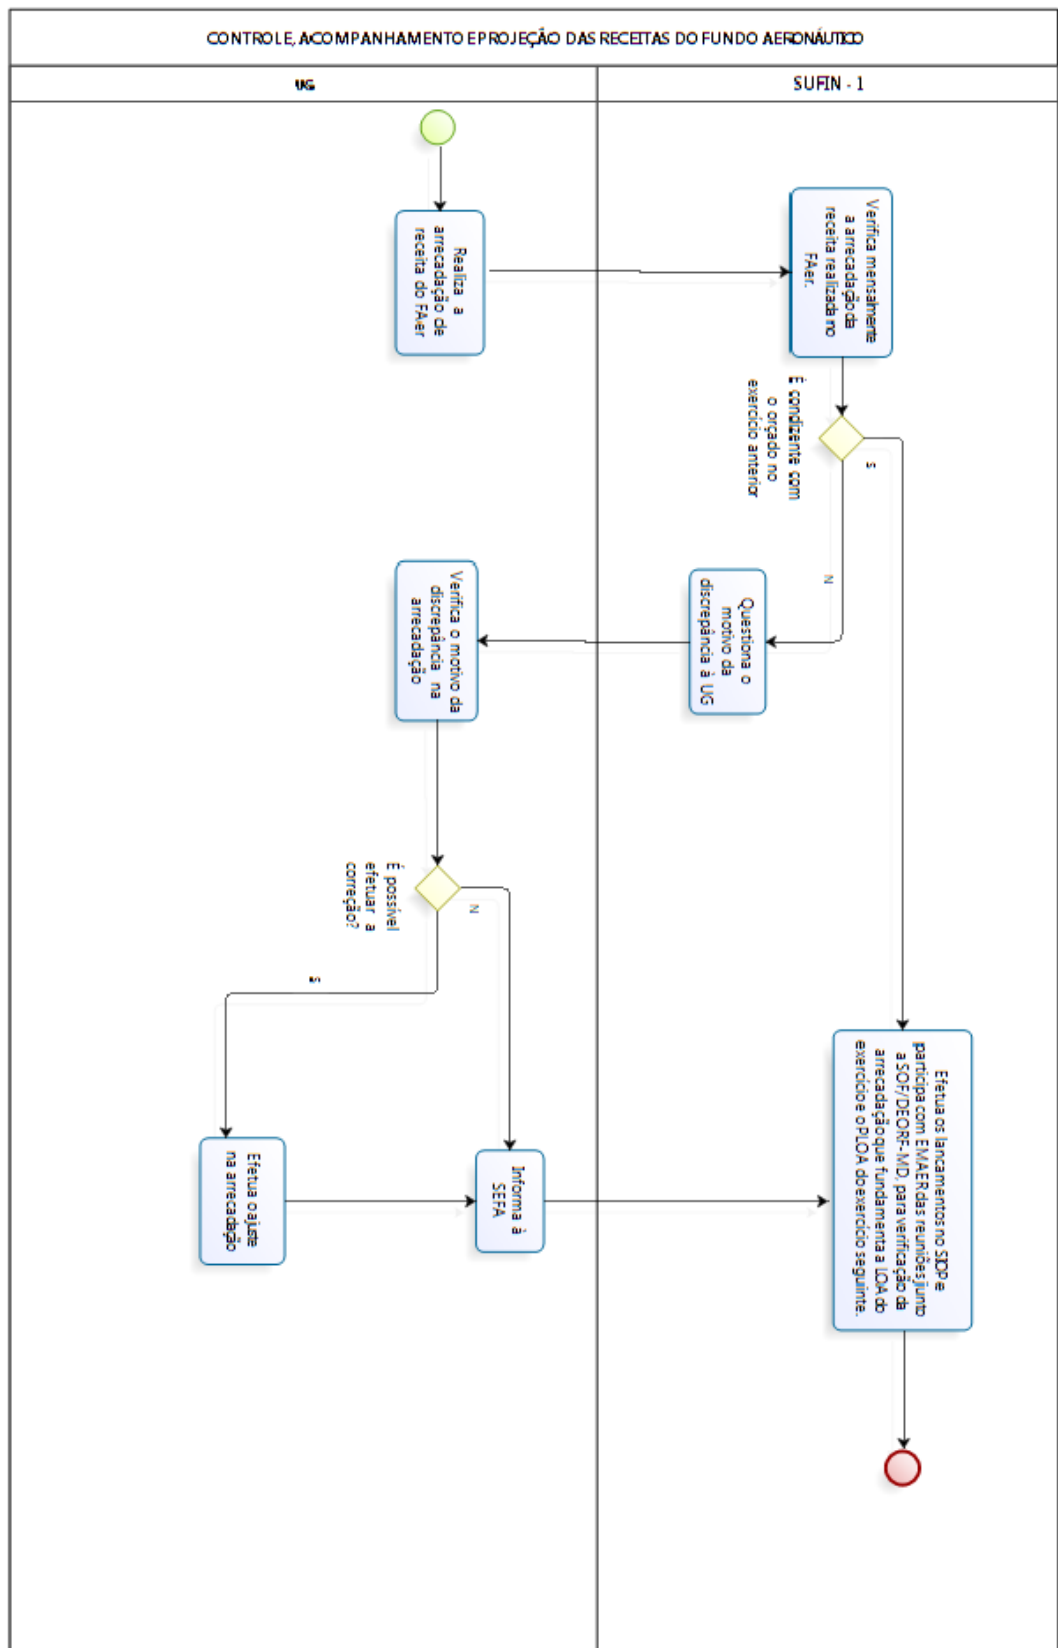 CONTROLE, ACOMPANHAMENTO E PROJEÇÃO DAS RECEITAS DO FUNDO AERONÁUTICO
UG
SUFIN - 1
Realiza a
arrecadação de
receita do FAer
Verifica mensalmente
a arrecadação da
receita realizada no
FAer.
É condizente com
o orçado no
exercício anterior
S
N
Questiona o
motivo da
discrepância à UG
Verifica o motivo da
discrepância na
arrecadação
É possível
efetuar a
correção?
N
S
Efetua o ajuste
na arrecadação
Informa à
SEFA
Efetua os lancamentos no SIOP e
participa com EMAER das reuniões junto
a SOF/DEORF-MD, para verificação da
arrecadação que fundamenta a LOA do
exercício e o PLOA do exercício seguinte.